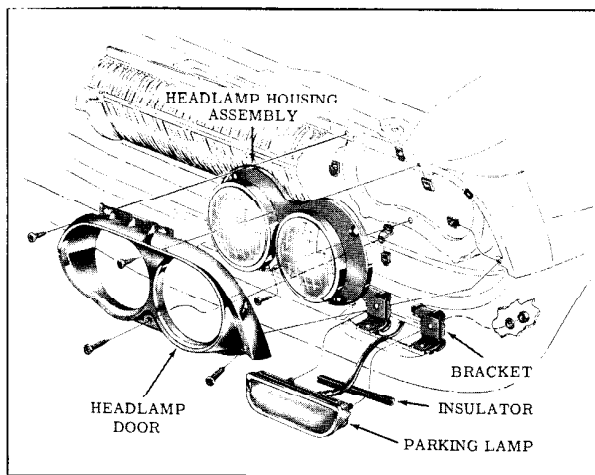 HEADLAMP HOUSING
ASSEMBLY
BRACKET
INSULATOR
HEADLAMP
DOOR
PARKING LAMP